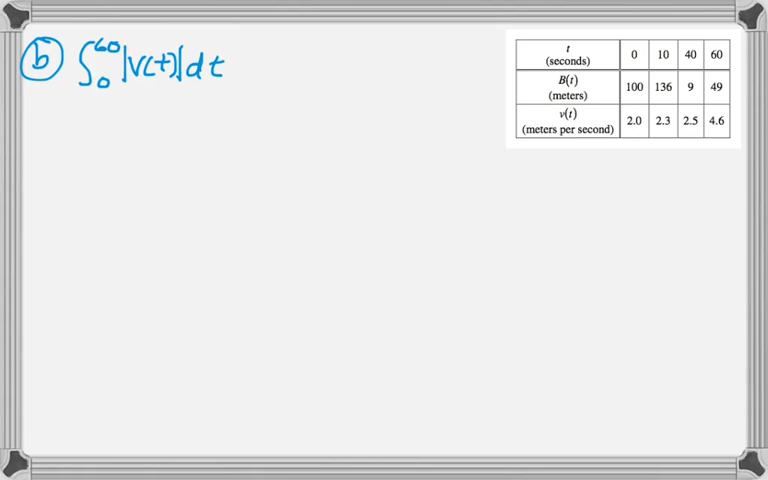 b ∫₀⁶⁰ |v(t)| dt
t (seconds) 0 10 40 60
B(t) (meters) 100 136 9 49
v(t) (meters per second) 2.0 2.3 2.5 4.6